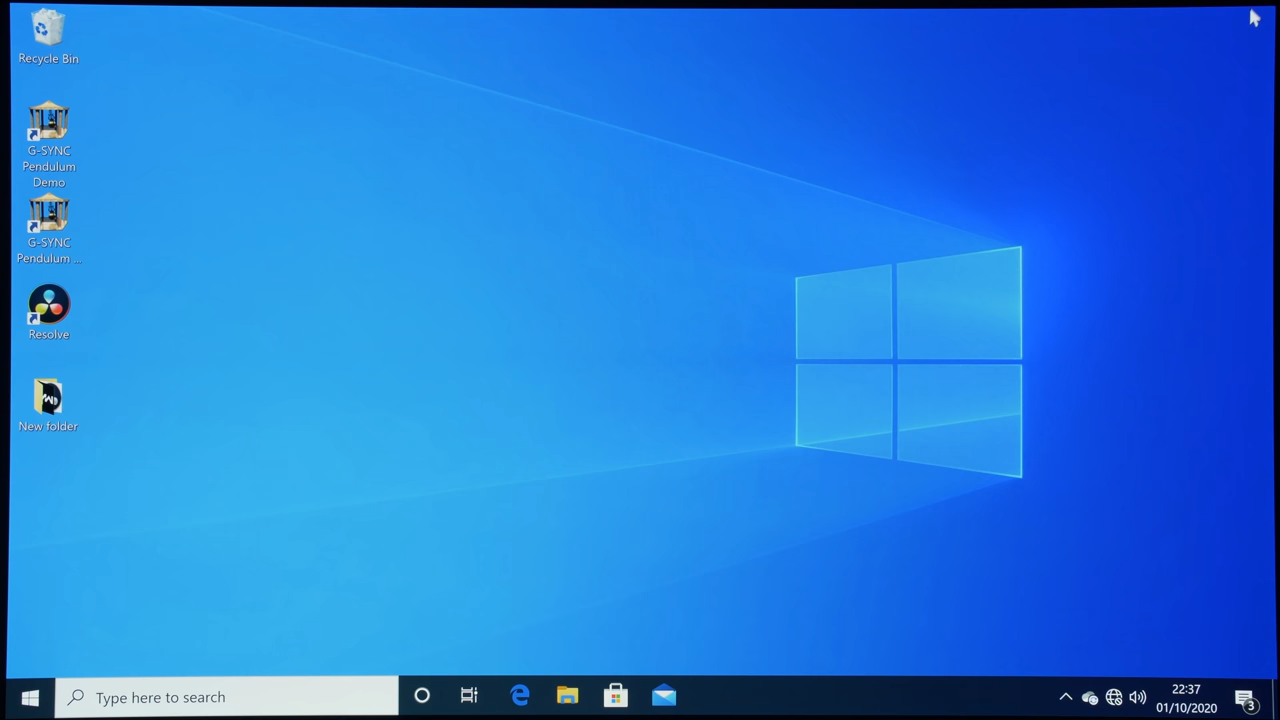 Recycle Bin
G-SYNC
Pendulum
Demo
G-SYNC
Pendulum ...
Resolve
New folder
Type here to search
22:37
01/10/2020
3